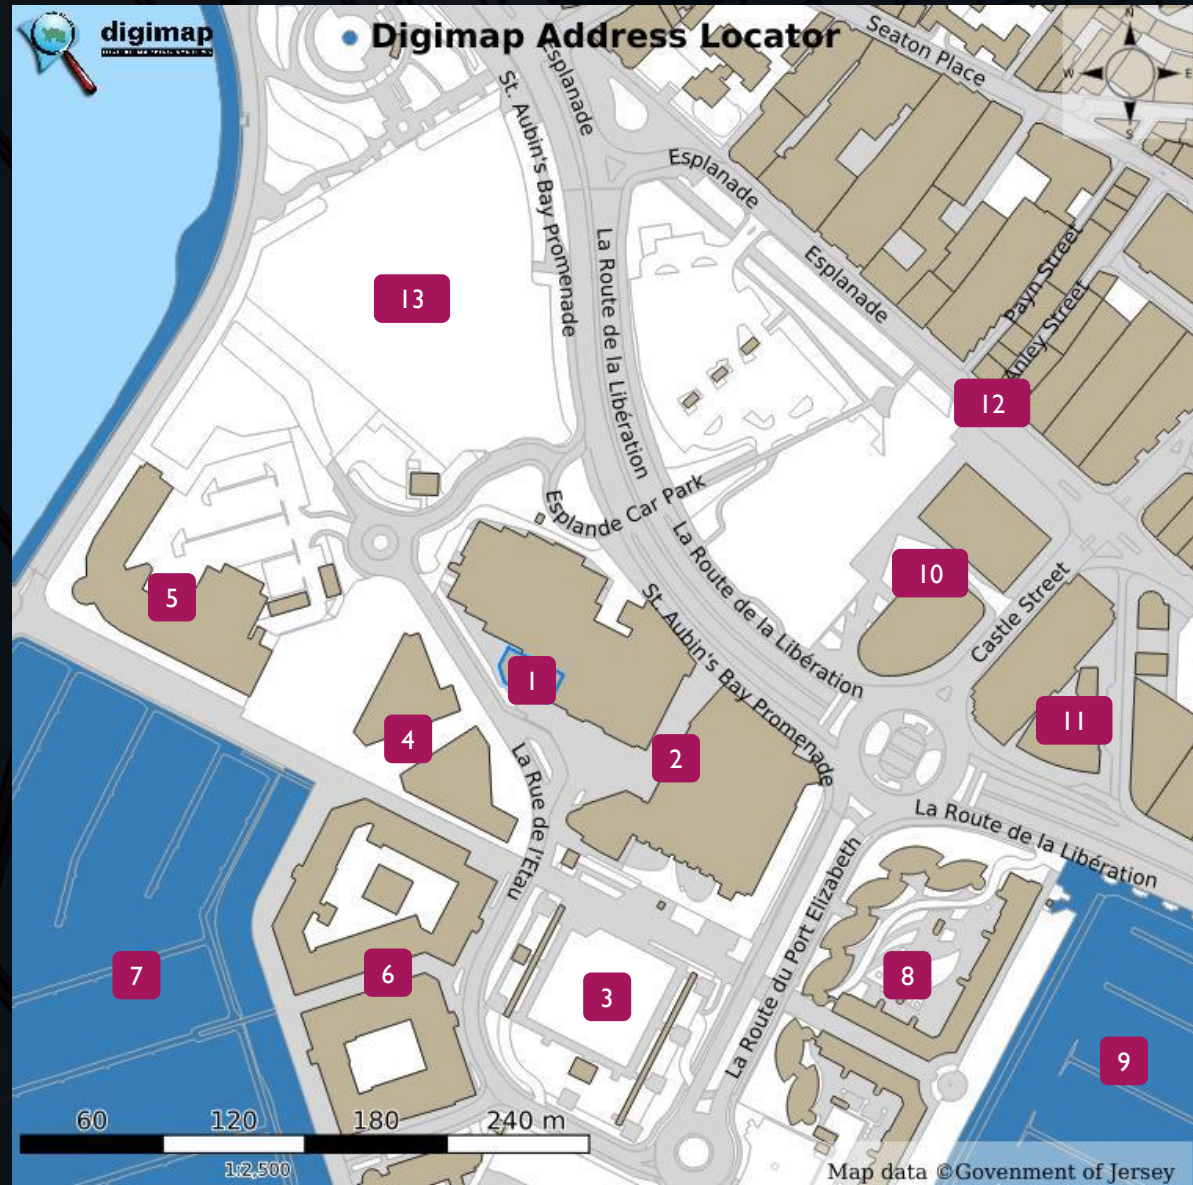 digimap
Digimap Address Locator
Seaton Place
N
W
E
S
St. Aubin's Bay Promenade
Esplanade
Esplanade
Esplanade
La Route de la Libération
Payn Street
Anley Street
13
12
Esplande Car Park
La Route de la Libération
St. Aubin's Bay Promenade
Castle Street
10
5
1
11
4
2
La Rue de l'Étau
La Route de la Libération
La Route du Port Elizabeth
7
6
3
8
9
60 120 180 240 m
1:2,500
Map data ©Govenment of Jersey